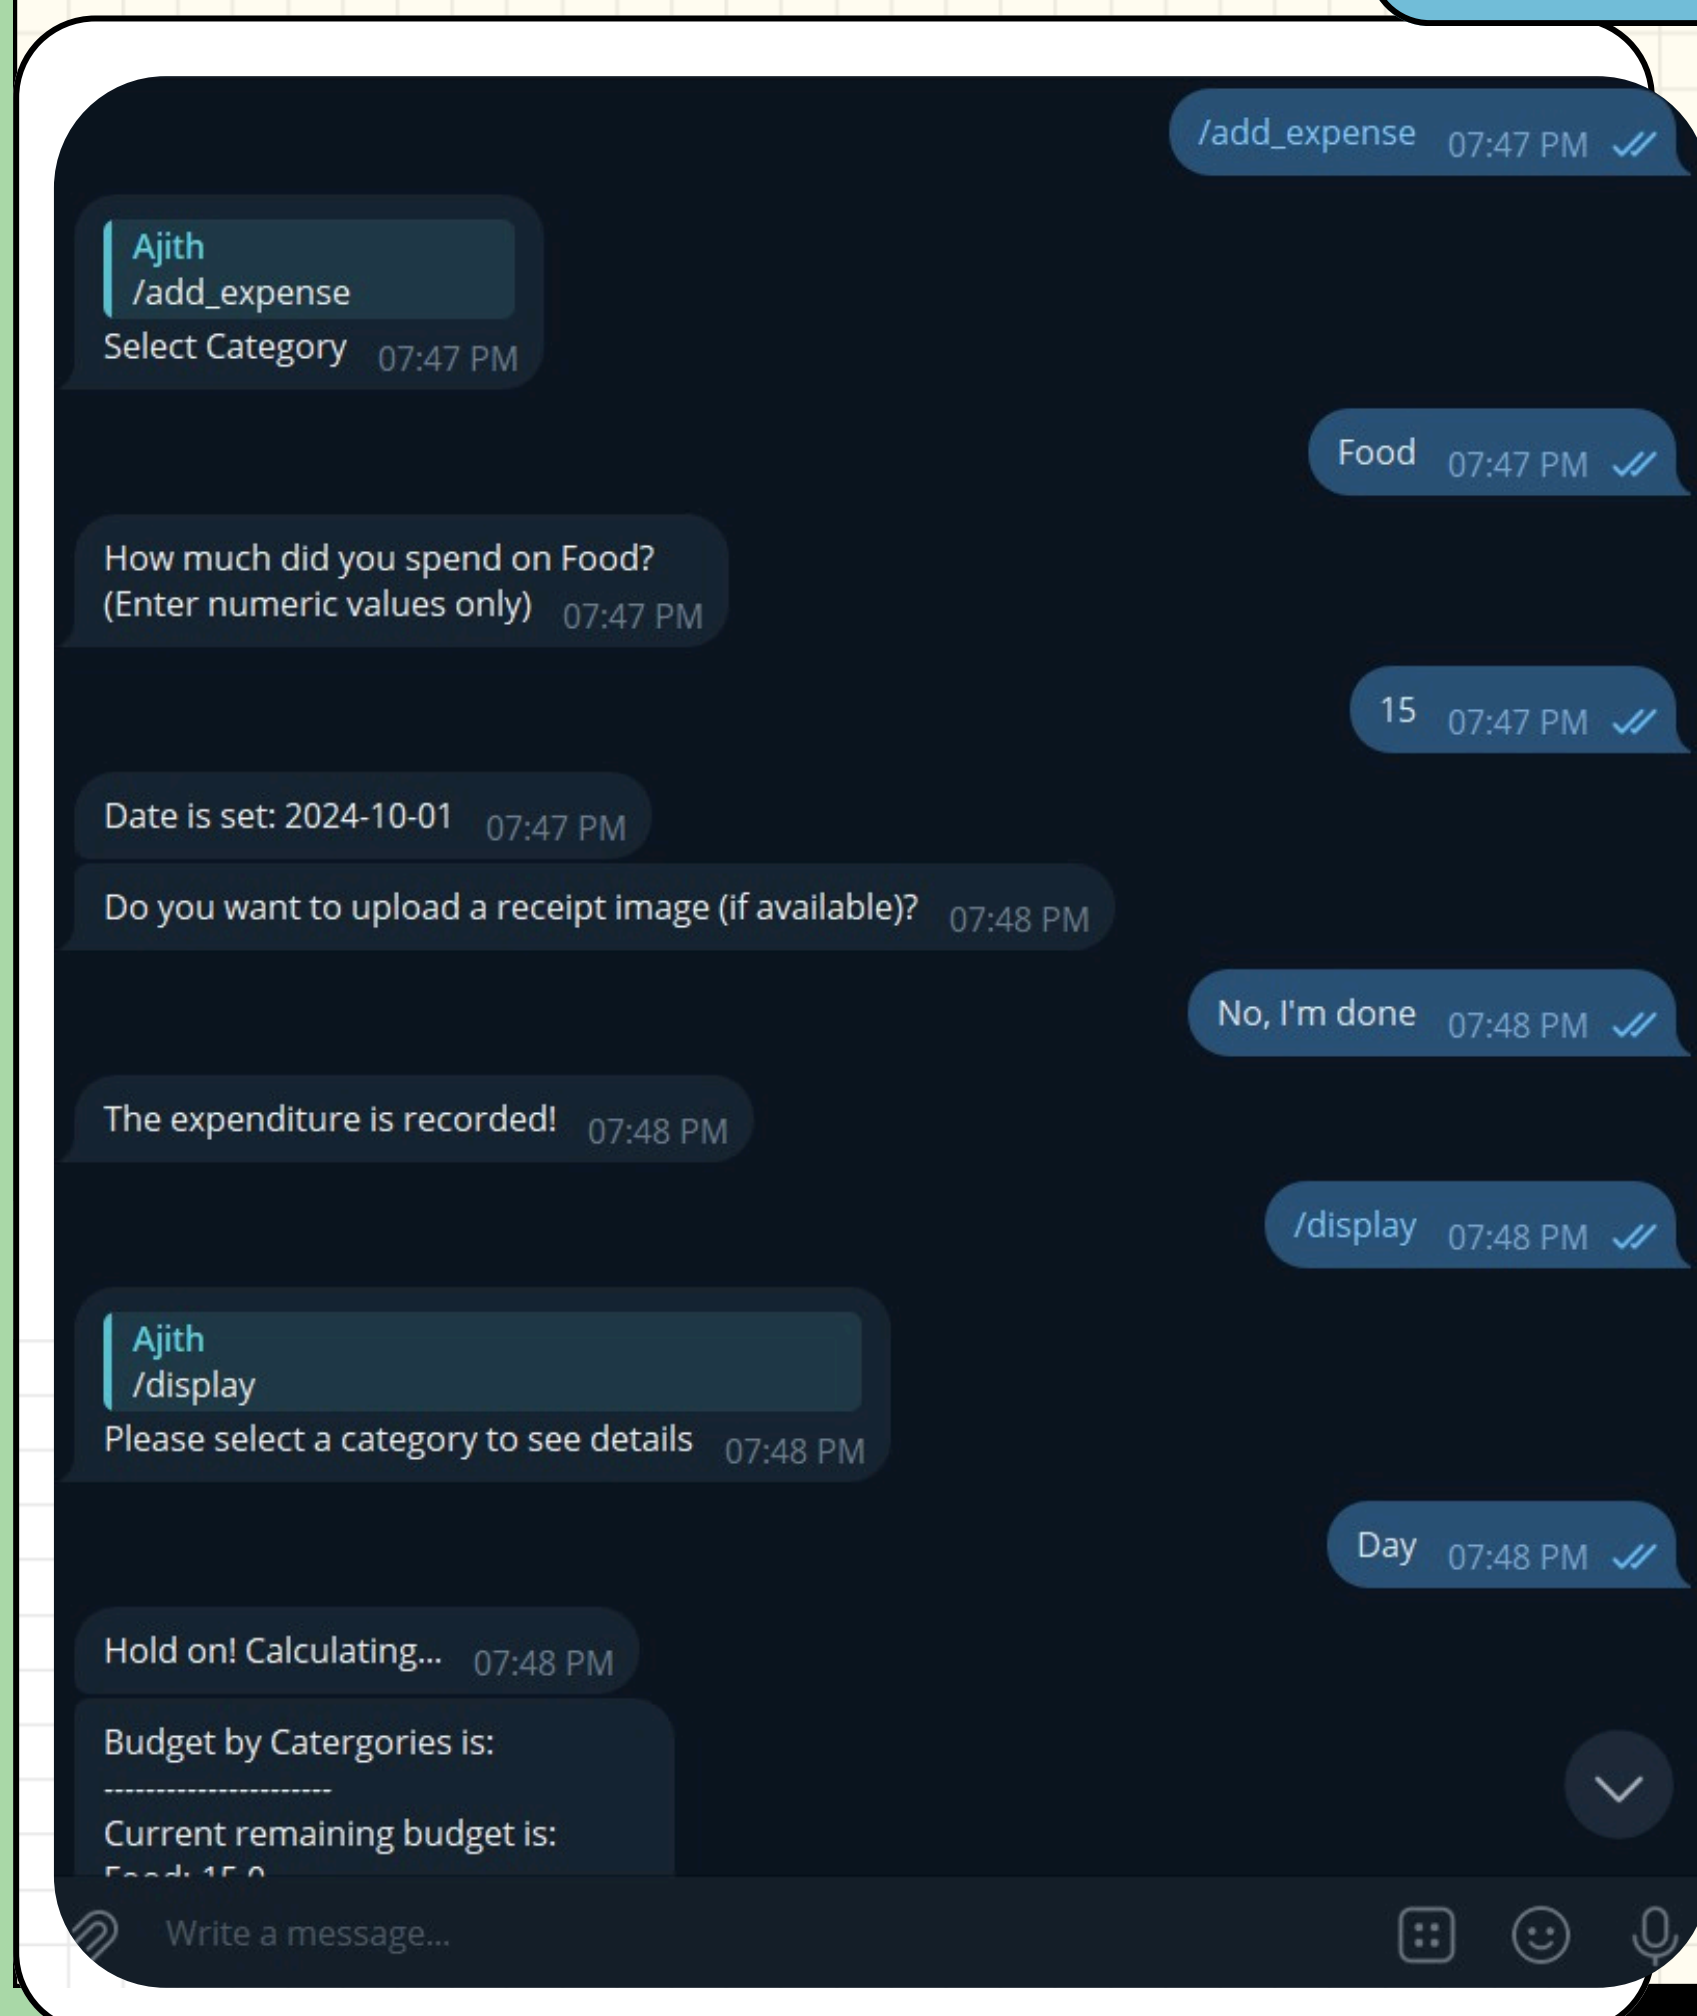 /add_expense 07:47 PM
Ajith
/add_expense
Select Category 07:47 PM
Food 07:47 PM
How much did you spend on Food?
(Enter numeric values only) 07:47 PM
15 07:47 PM
Date is set: 2024-10-01 07:47 PM
Do you want to upload a receipt image (if available)? 07:48 PM
No, I'm done 07:48 PM
The expenditure is recorded! 07:48 PM
/display 07:48 PM
Ajith
/display
Please select a category to see details 07:48 PM
Day 07:48 PM
Hold on! Calculating... 07:48 PM
Budget by Catergories is:
----------------------
Current remaining budget is:
Food: 15.0
Write a message...